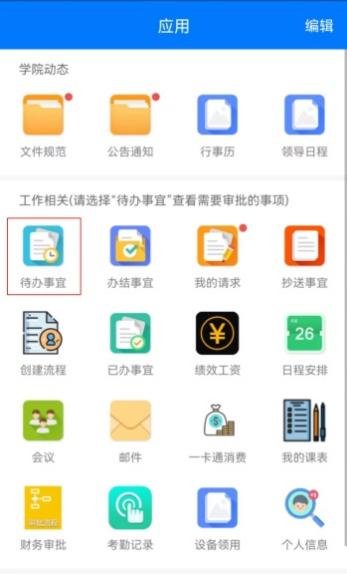 应用
编辑
学院动态
文件规范
公告通知
行事历
领导日程
工作相关(请选择“待办事宜”查看需要审批的事项)
待办事宜
办结事宜
我的请求
抄送事宜
26
创建流程
已办事宜
绩效工资
日程安排
会议
邮件
一卡通消费
我的课表
审批流程
+1
财务审批
考勤记录
设备领用
个人信息